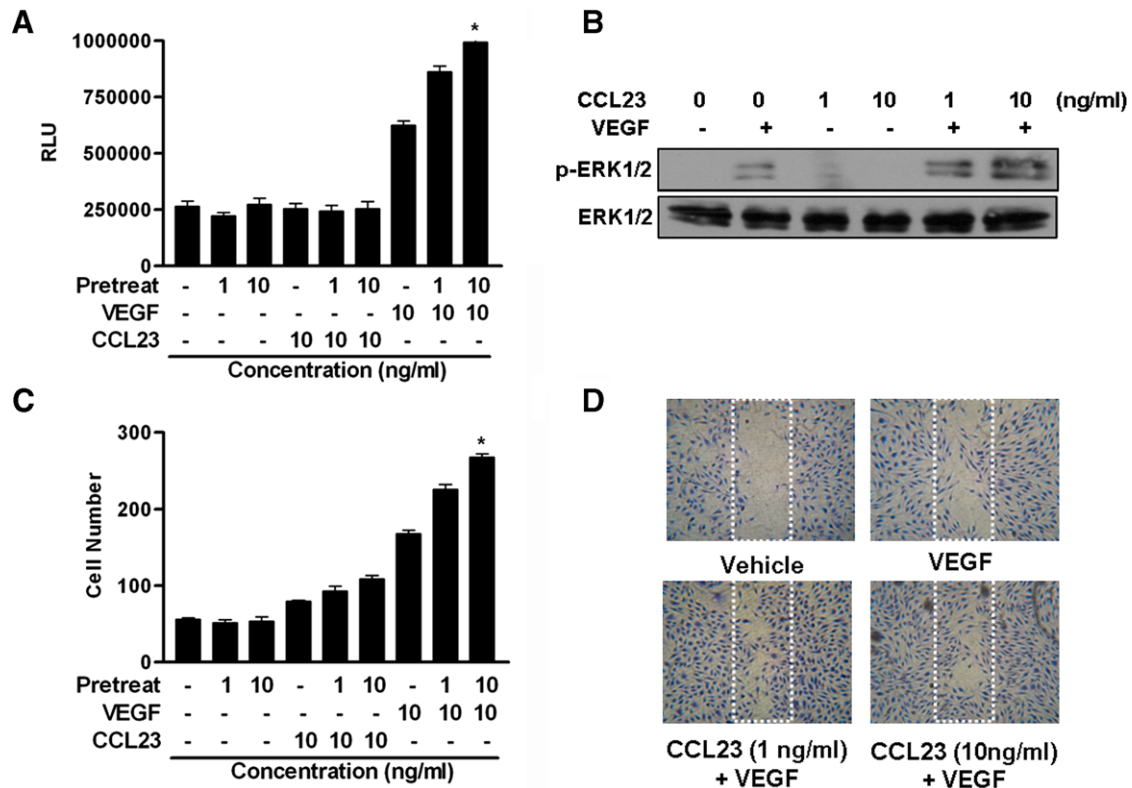 A
*
1000000
750000
500000
250000
0
RLU
Pretreat - 1 10 - 1 10 - 1 10
VEGF - - - - - - 10 10 10
CCL23 - - - 10 10 10 - - -
Concentration (ng/ml)
B
CCL23 0 0 1 10 1 10 (ng/ml)
VEGF - + - - + +
p-ERK1/2
ERK1/2
C
*
300
200
100
0
Cell Number
Pretreat - 1 10 - 1 10 - 1 10
VEGF - - - - - - 10 10 10
CCL23 - - - 10 10 10 - - -
Concentration (ng/ml)
D
Vehicle
VEGF
CCL23 (1 ng/ml)
+ VEGF
CCL23 (10ng/ml)
+ VEGF